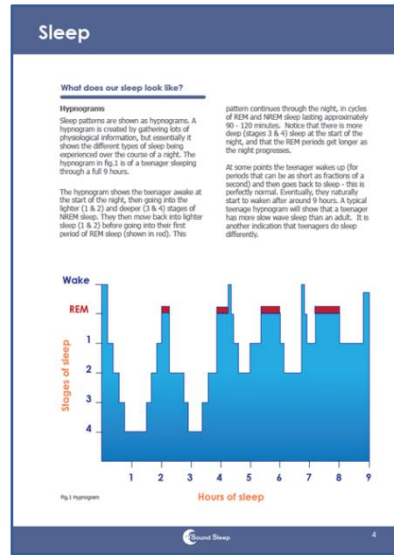 Sleep
What does our sleep look like?
Hypnograms
Sleep patterns are shown as hypnograms. A
hypnogram is created by gathering lots of
physiological information, but essentially it
shows the different types of sleep being
experienced over the course of a night. The
hypnogram in fig.1 is of a teenager sleeping
through a full 9 hours.
The hypnogram shows the teenager awake at
the start of the night, then going into the
lighter (1 & 2) and deeper (3 & 4) stages of
NREM sleep. They then move back into lighter
sleep (1 & 2) before going into their first
period of REM sleep (shown in red). This
pattern continues through the night, in cycles
of REM and NREM sleep lasting approximately
90 - 120 minutes. Notice that there is more
deep (stages 3 & 4) sleep at the start of the
night, and that the REM periods get longer as
the night progresses.
At some points the teenager wakes up (for
periods that can be as short as fractions of a
second) and then goes back to sleep - this is
perfectly normal. Eventually, they naturally
start to waken after around 9 hours. A typical
teenage hypnogram will show that a teenager
has more slow wave sleep than an adult. It is
another indication that teenagers do sleep
differently.
Wake
REM
1
2
3
4
Stages of sleep
1 2 3 4 5 6 7 8 9
Fig.1 Hypnogram
Hours of sleep
Sound Sleep
4